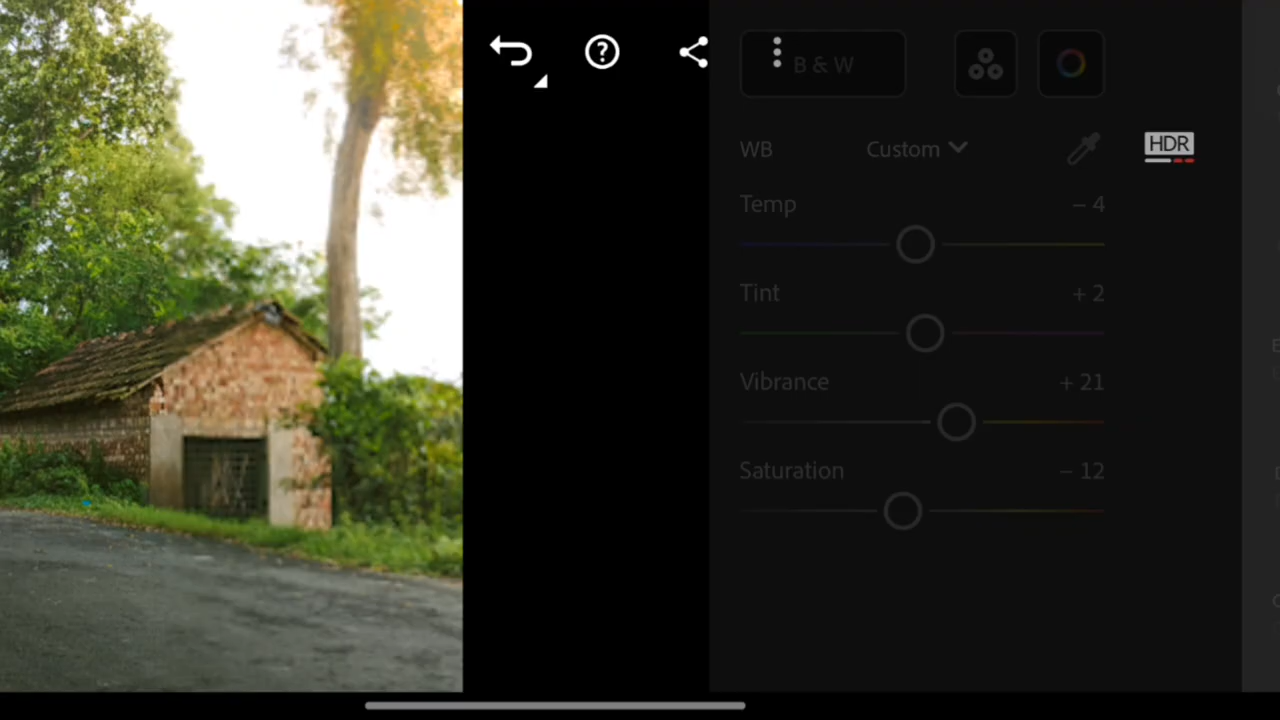 B & W
WB Custom HDR
Temp − 4
Tint + 2
Vibrance + 21
Saturation − 12